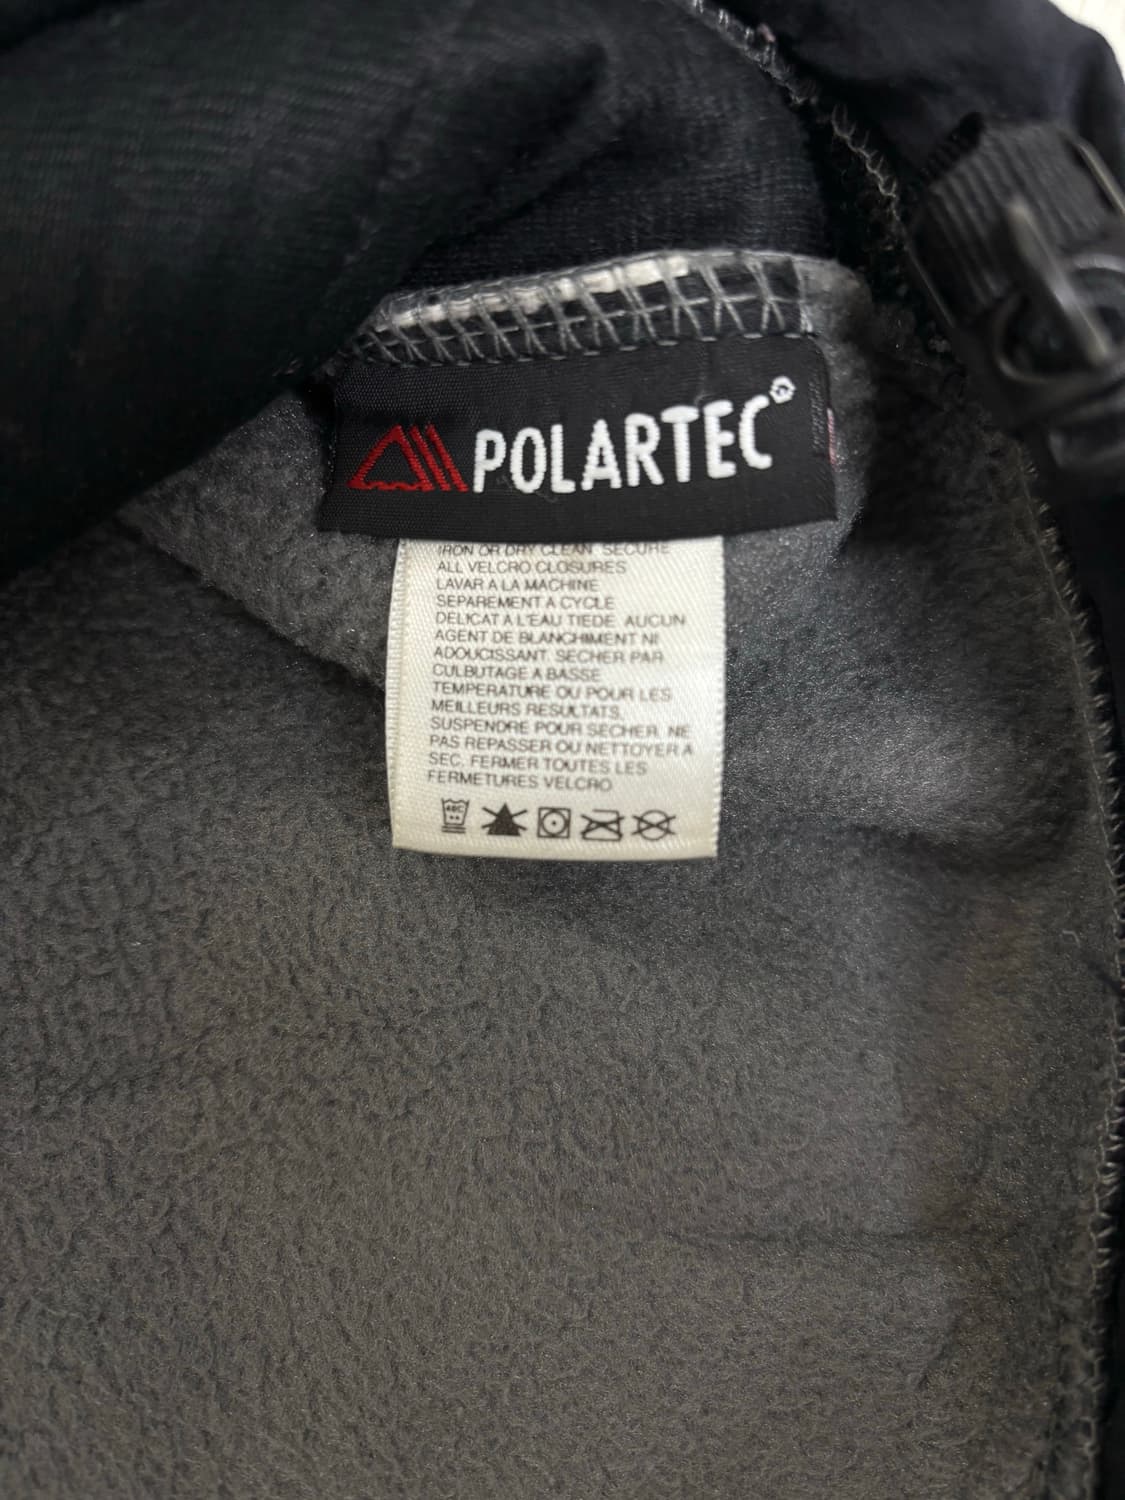 POLARTEC®
IRON OR DRY CLEAN. SECURE
ALL VELCRO CLOSURES
LAVAR A LA MACHINE
SEPAREMENT A CYCLE
DELICAT A L'EAU TIEDE. AUCUN
AGENT DE BLANCHIMENT NI
ADOUCISSANT. SECHER PAR
CULBUTAGE A BASSE
TEMPERATURE OU POUR LES
MEILLEURS RESULTATS,
SUSPENDRE POUR SECHER. NE
PAS REPASSER OU NETTOYER A
SEC. FERMER TOUTES LES
FERMETURES VELCRO